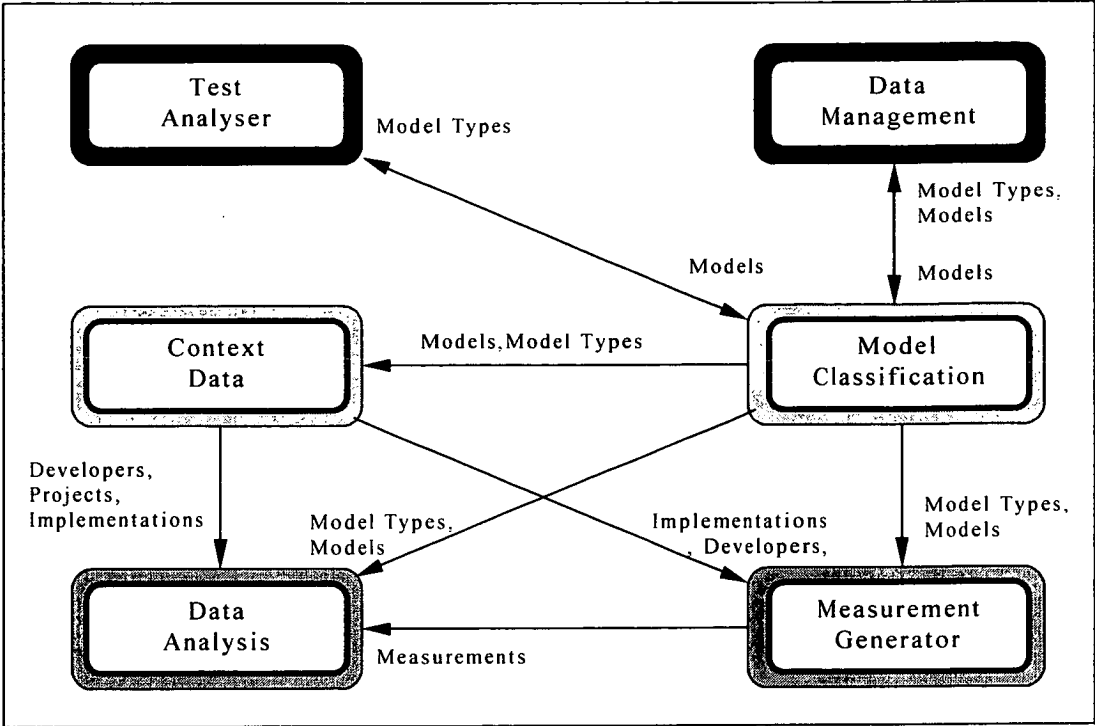 Test
Analyser
Data
Management
Model Types
Model Types,
Models
Models
Models
Context
Data
Models,Model Types
Model
Classification
Developers,
Projects,
Implementations
Model Types,
Models
Implementations
, Developers,
Model Types,
Models
Data
Analysis
Measurement
Generator
Measurements